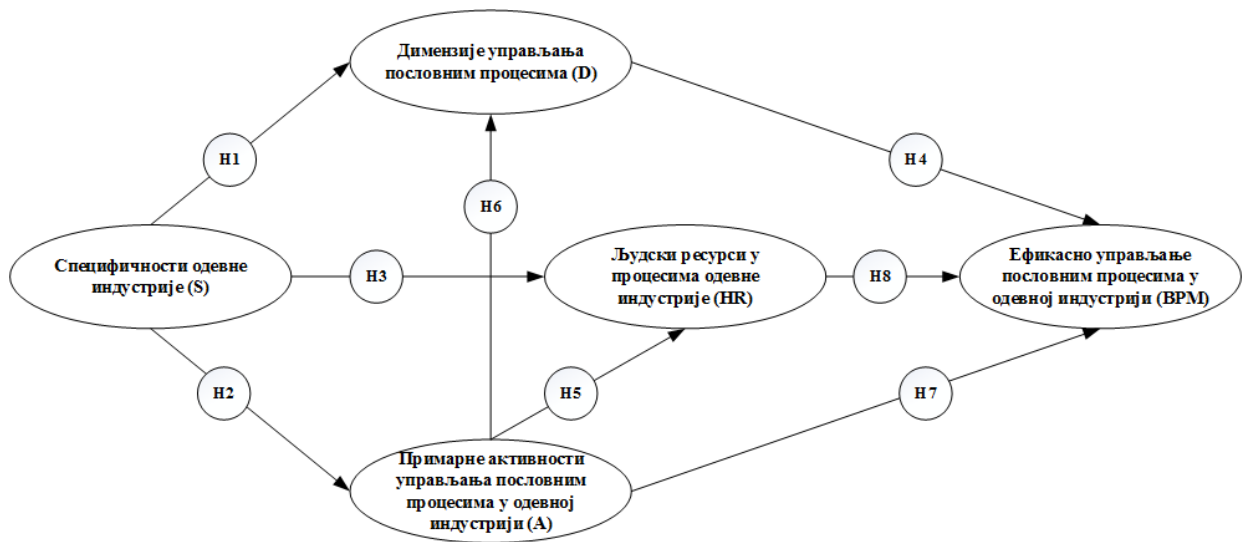 Димензије управљања
пословним процесима (D)
H1
H4
H6
Специфичности одевне
индустрије (S)
H3
Људски ресурси у
процесима одевне
индустрије (HR)
H8
Ефикасно управљање
пословним процесима у
одевној индустрији (BPM)
H2
H5
H7
Примарне активности
управљања пословним
процесима у одевној
индустрији (A)